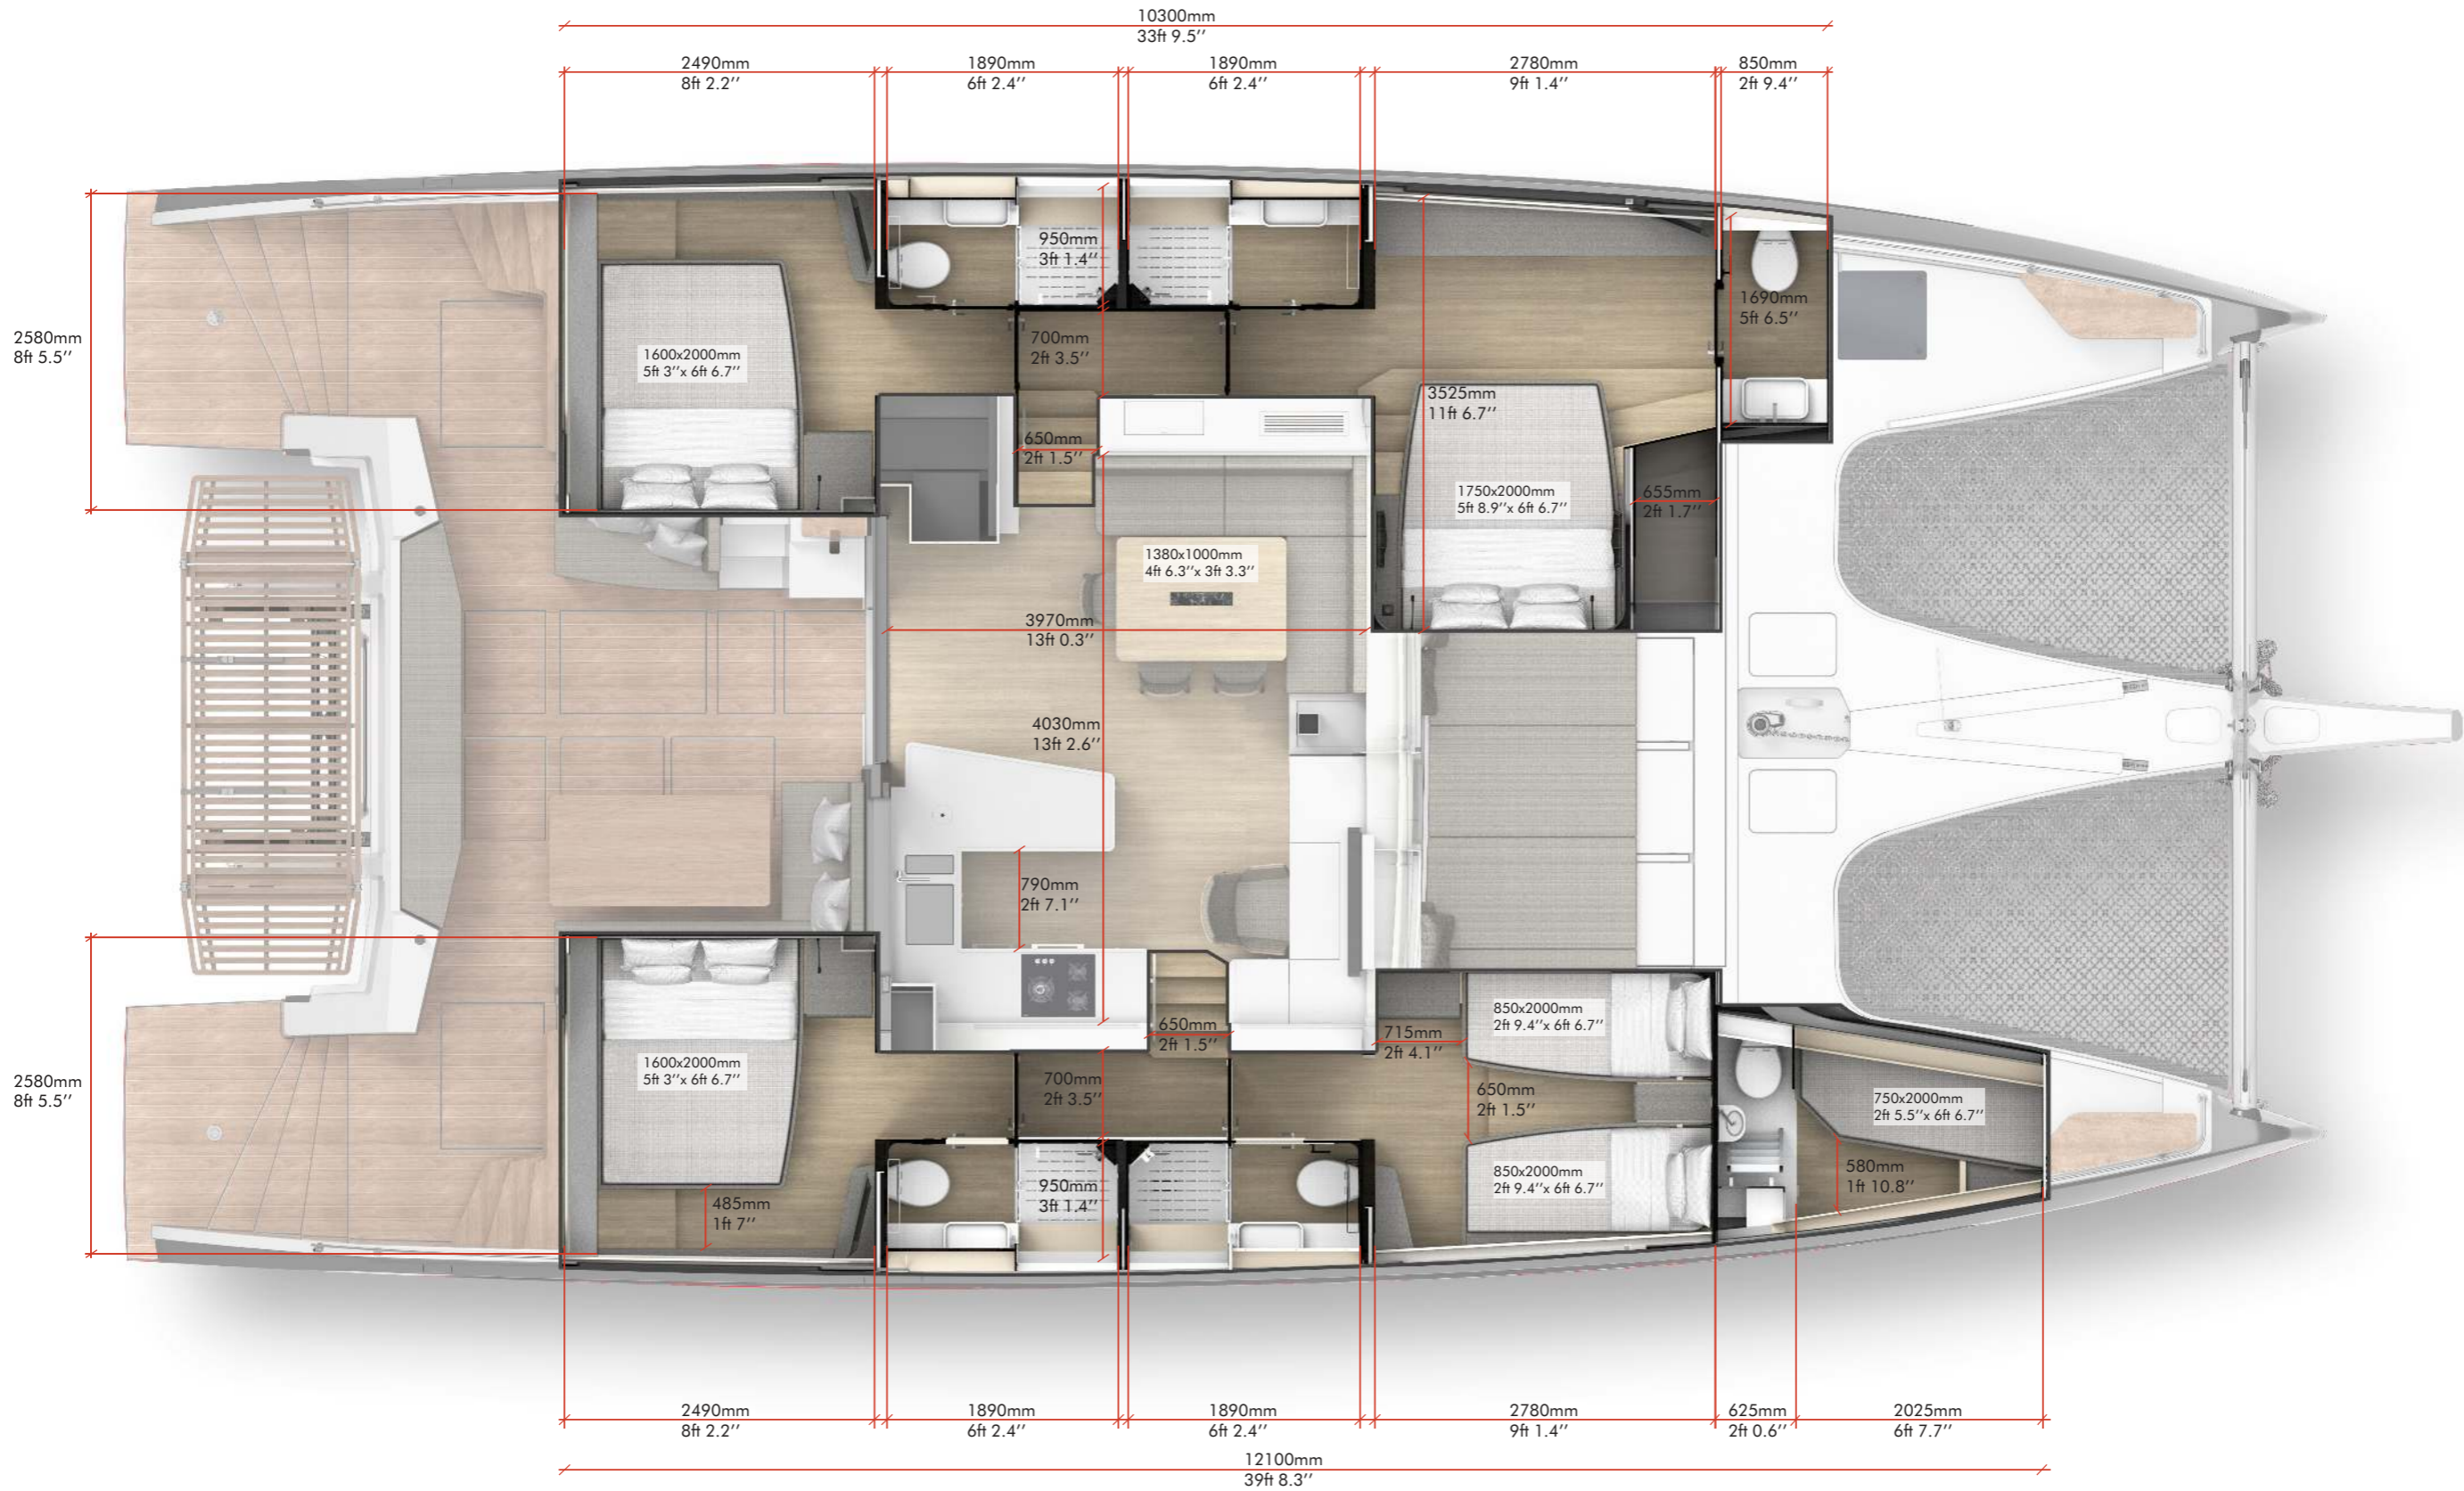 10300mm
33ft 9.5’’
2490mm
8ft 2.2’’
1890mm
6ft 2.4’’
1890mm
6ft 2.4’’
2780mm
9ft 1.4’’
850mm
2ft 9.4’’
950mm
3ft 1.4’’
1690mm
5ft 6.5’’
2580mm
8ft 5.5’’
700mm
2ft 3.5’’
1600x2000mm
5ft 3’’x 6ft 6.7’’
3525mm
11ft 6.7’’
650mm
2ft 1.5’’
1750x2000mm
5ft 8.9’’x 6ft 6.7’’
655mm
2ft 1.7’’
1380x1000mm
4ft 6.3’’x 3ft 3.3’’
3970mm
13ft 0.3’’
4030mm
13ft 2.6’’
790mm
2ft 7.1’’
850x2000mm
2ft 9.4’’x 6ft 6.7’’
650mm
2ft 1.5’’
715mm
2ft 4.1’’
1600x2000mm
5ft 3’’x 6ft 6.7’’
2580mm
8ft 5.5’’
700mm
2ft 3.5’’
650mm
2ft 1.5’’
750x2000mm
2ft 5.5’’x 6ft 6.7’’
850x2000mm
2ft 9.4’’x 6ft 6.7’’
580mm
1ft 10.8’’
950mm
3ft 1.4’’
485mm
1ft 7’’
2490mm
8ft 2.2’’
1890mm
6ft 2.4’’
1890mm
6ft 2.4’’
2780mm
9ft 1.4’’
625mm
2ft 0.6’’
2025mm
6ft 7.7’’
12100mm
39ft 8.3’’